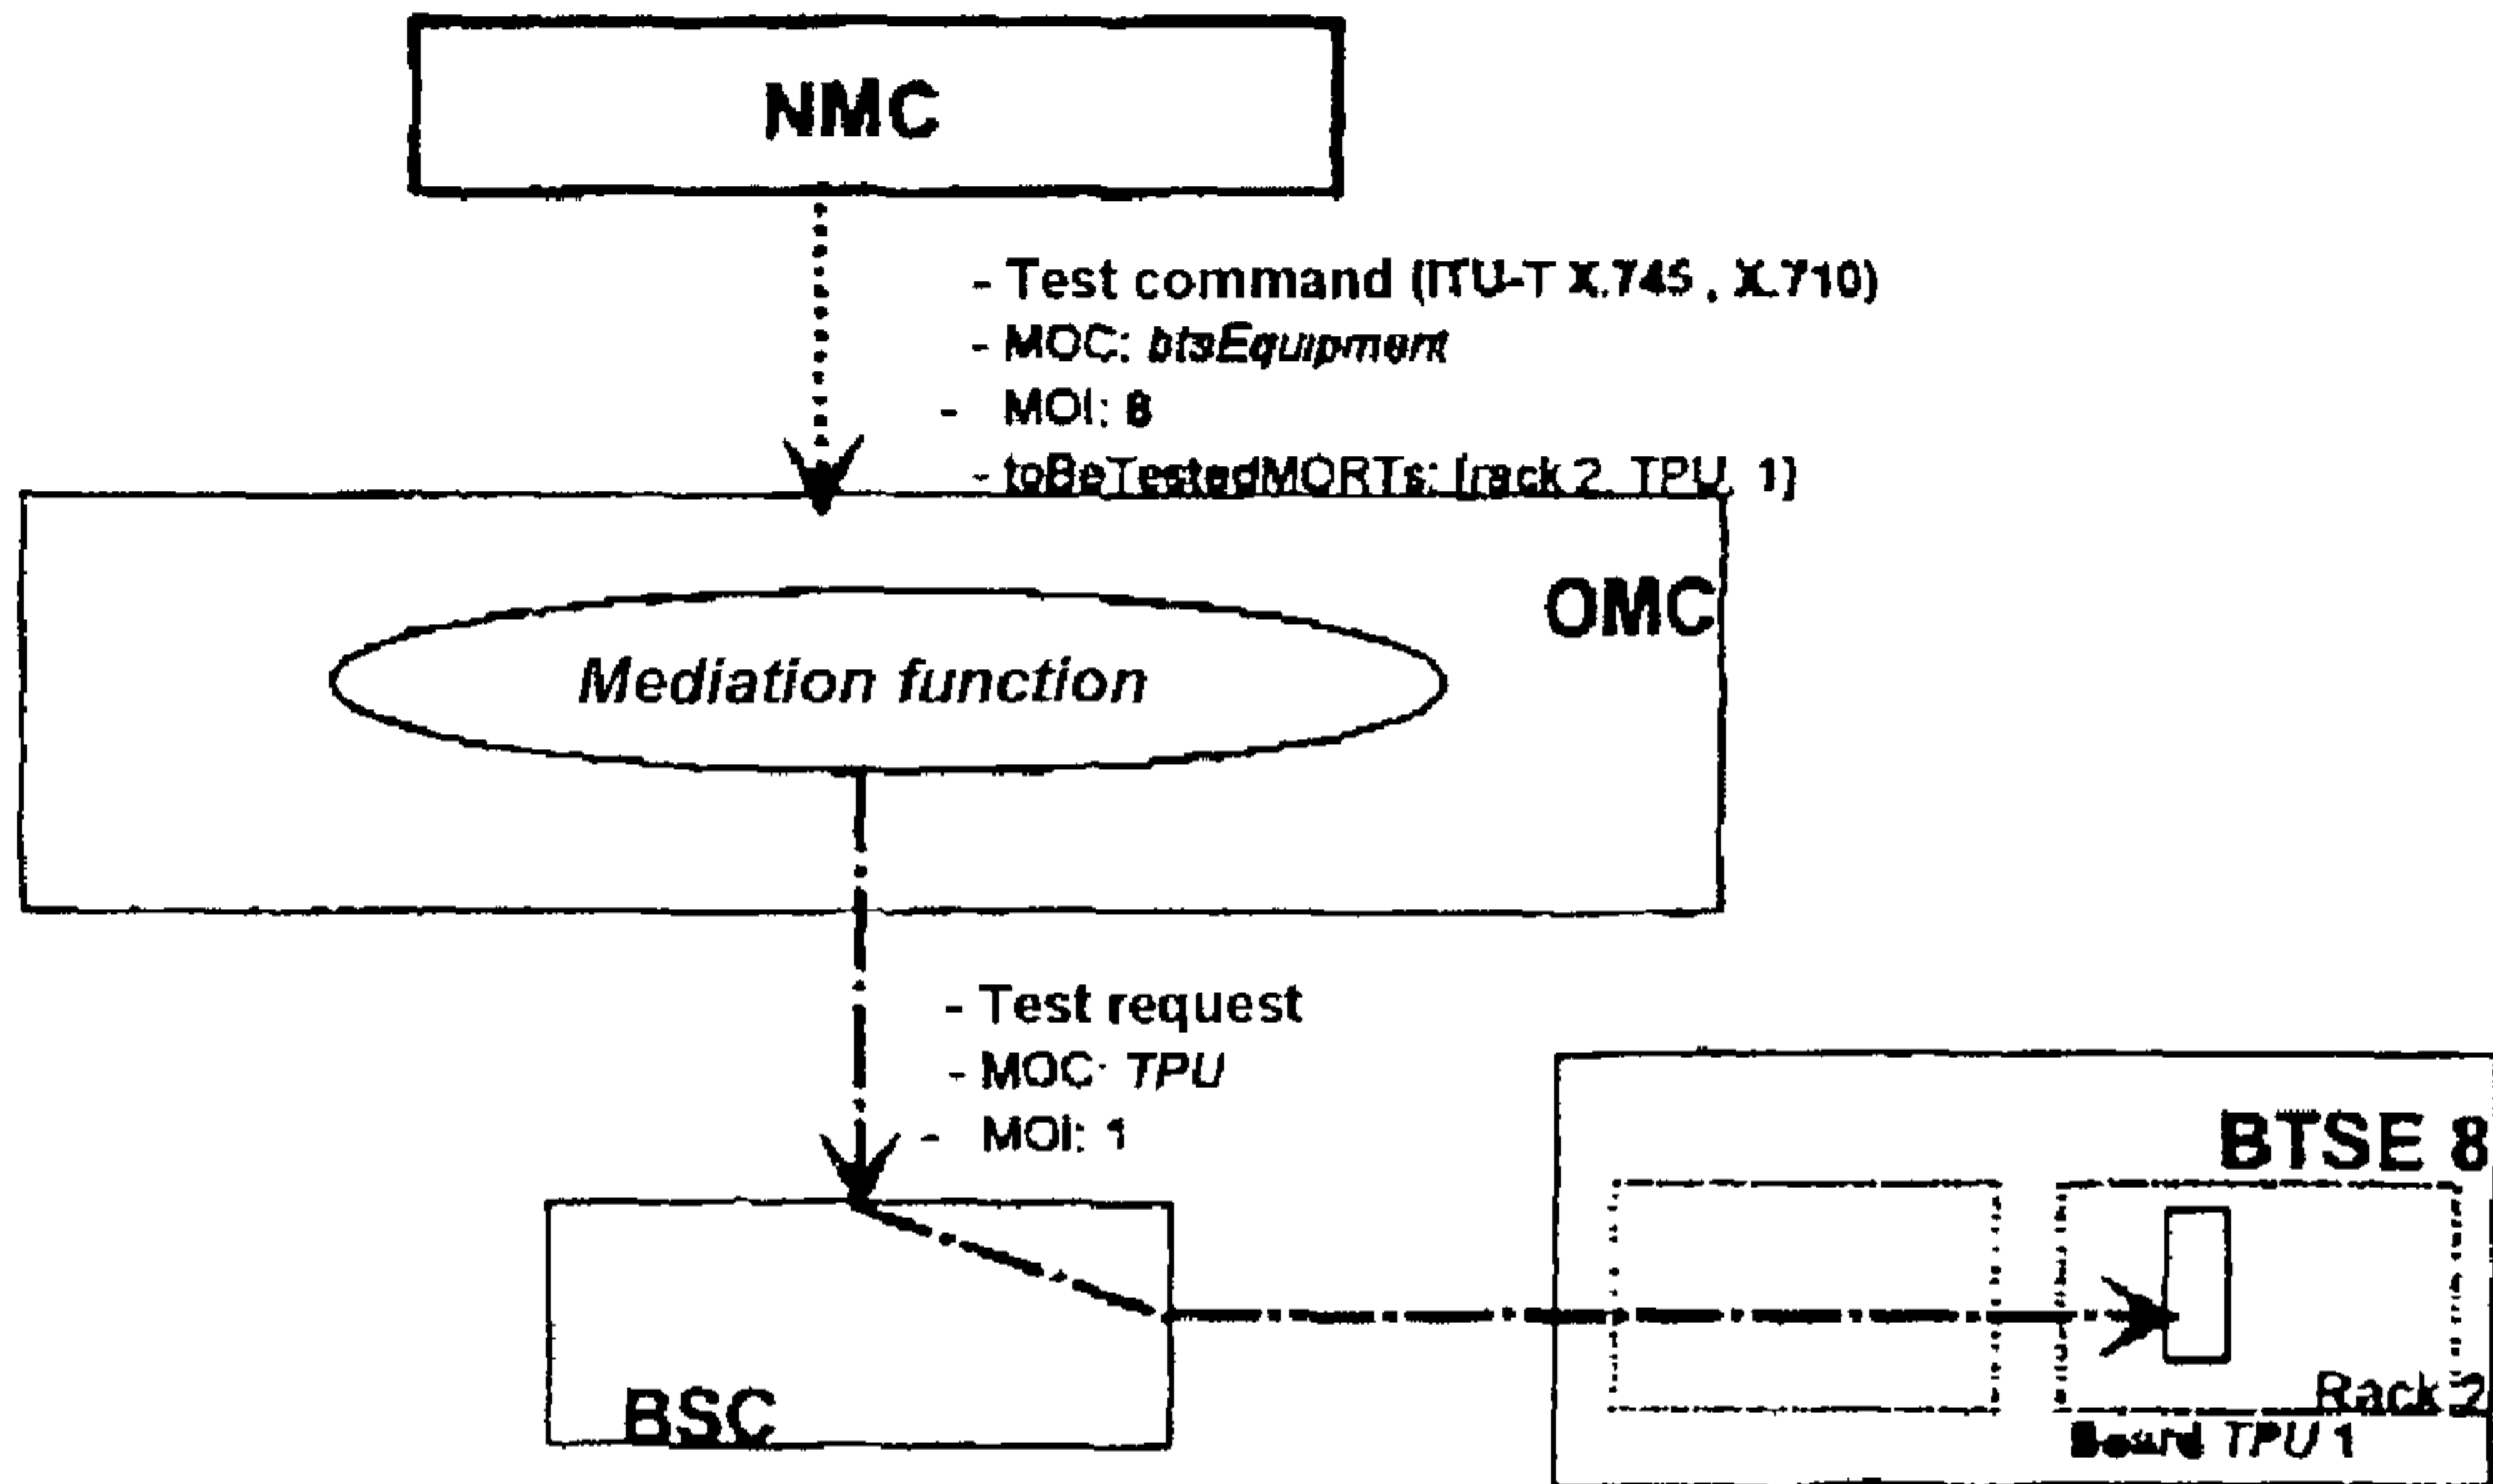 NMC
- Test command (ITU-T X.745, X.710)
- MOC: btsEquipment
- MOI: 8
- toBeTestedMORTs: [rack 2, TPU, 1]
OMC
Mediation function
- Test request
- MOC: TPU
- MOI: 1
BTSE 8
BSC
Rack 2
Board TPU 1